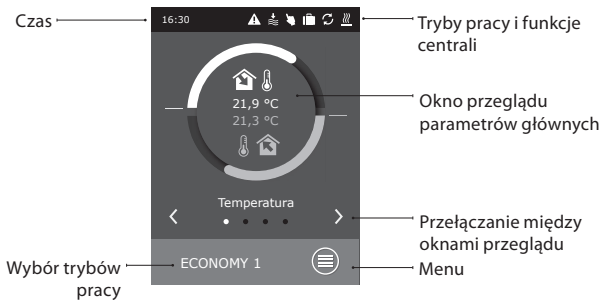 Czas
16:30
Tryby pracy i funkcje
centrali
21,9 °C
21,3 °C
Okno przeglądu
parametrów głównych
Temperatura
Przełączanie między
oknami przeglądu
Wybór trybów
pracy
ECONOMY 1
Menu